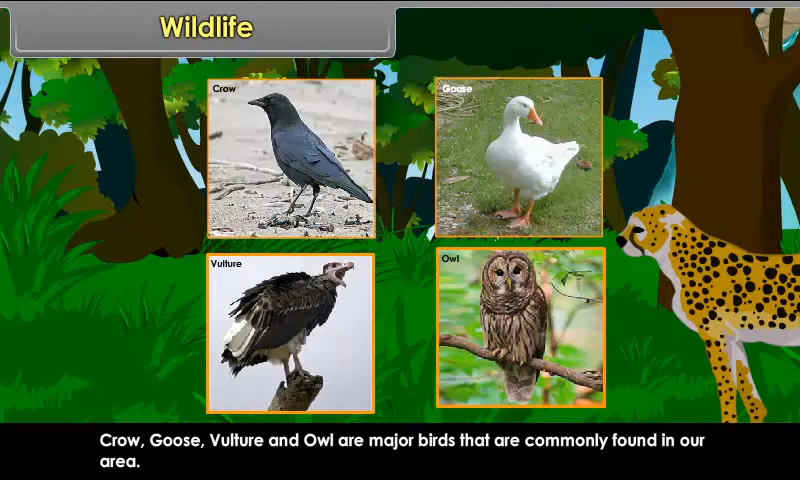 Wildlife
Crow
Goose
Vulture
Owl
Crow, Goose, Vulture and Owl are major birds that are commonly found in our
area.